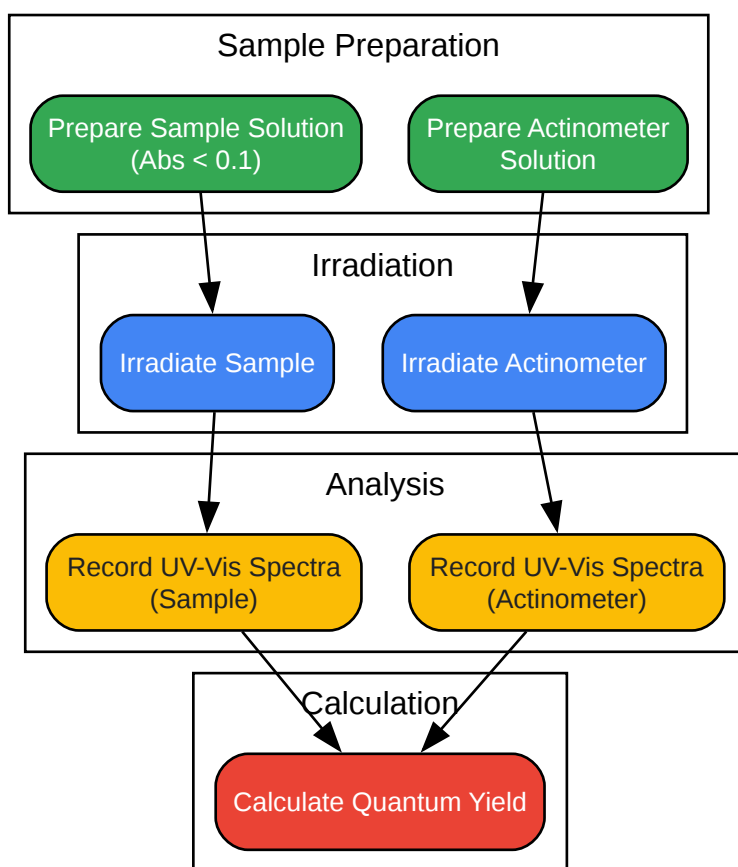 Sample Preparation
Prepare Sample Solution
(Abs < 0.1)
Prepare Actinometer
Solution
Irradiation
Irradiate Sample
Irradiate Actinometer
Analysis
Record UV-Vis Spectra
(Sample)
Record UV-Vis Spectra
(Actinometer)
Calculation
Calculate Quantum Yield